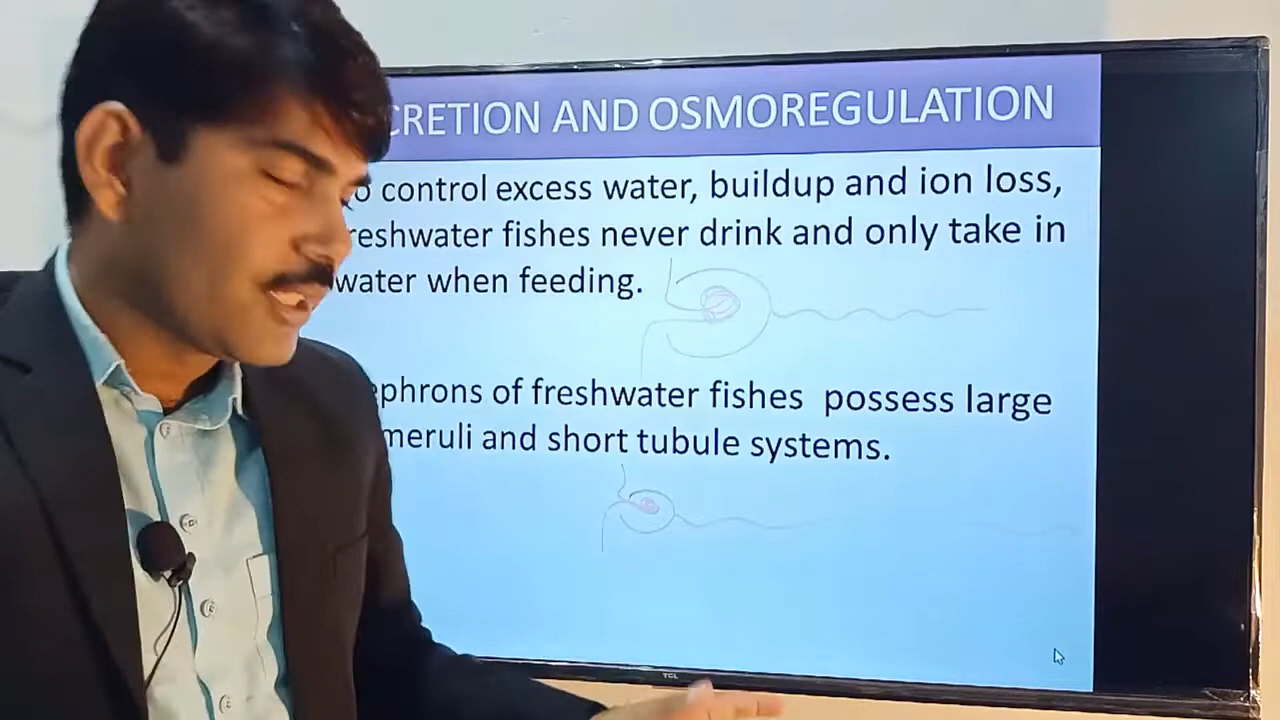 CRETION AND OSMOREGULATION
o control excess water, buildup and ion loss,
reshwater fishes never drink and only take in
water when feeding.
ephrons of freshwater fishes possess large
meruli and short tubule systems.
TCL